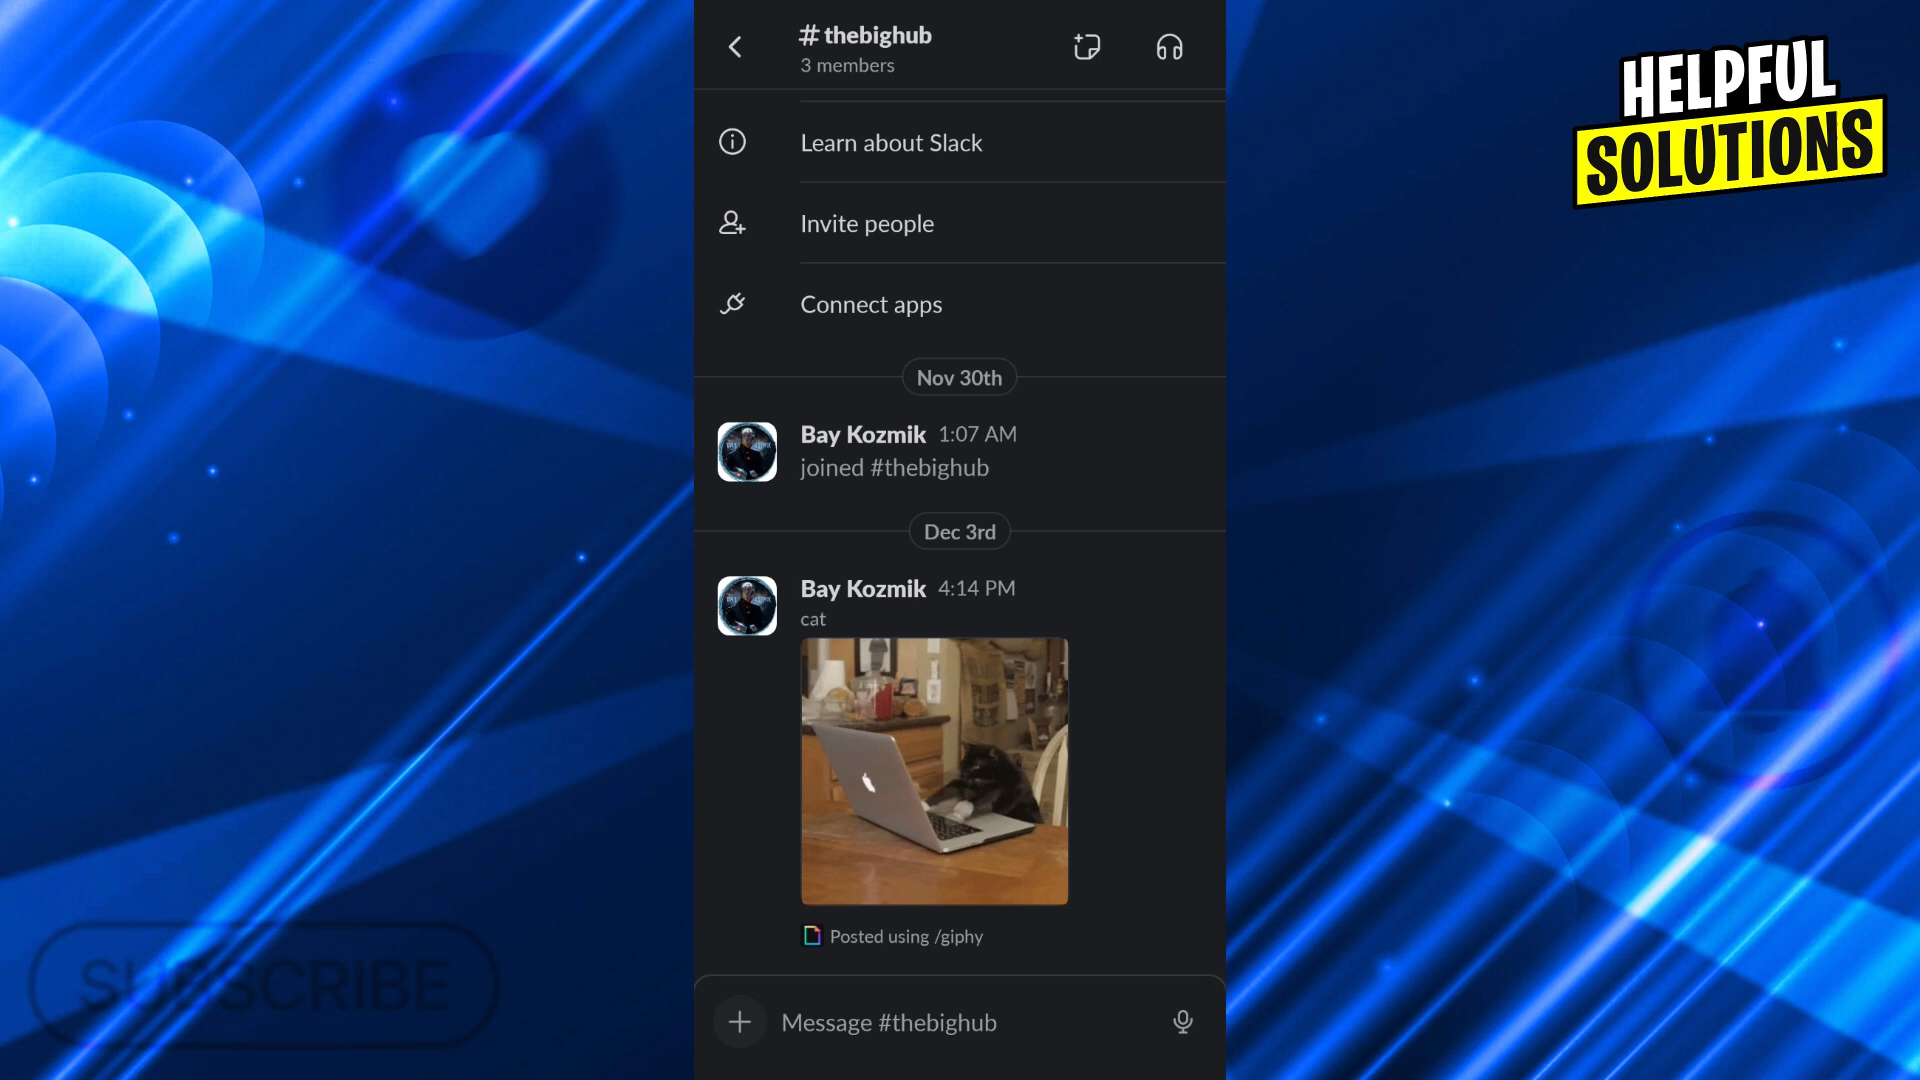 #thebighub
3 members
HELPFUL
SOLUTIONS
Learn about Slack
Invite people
Connect apps
Nov 30th
Bay Kozmik 1:07 AM
joined #thebighub
Dec 3rd
Bay Kozmik 4:14 PM
cat
Posted using /giphy
SUBSCRIBE
Message #thebighub